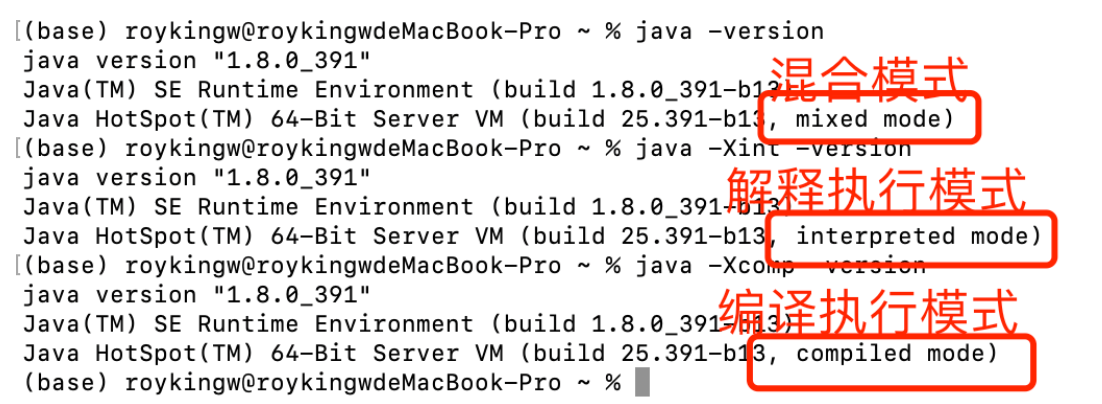 [(base) roykingw@roykingwdeMacBook-Pro ~ % java -version
java version "1.8.0_391"
混合模式
Java(TM) SE Runtime Environment (build 1.8.0_391-b13
Java HotSpot(TM) 64-Bit Server VM (build 25.391-b13, mixed mode)
[(base) roykingw@roykingwdeMacBook-Pro ~ % java -Xint -version
java version "1.8.0_391"
解释执行模式
Java(TM) SE Runtime Environment (build 1.8.0_391-b13
Java HotSpot(TM) 64-Bit Server VM (build 25.391-b13, interpreted mode)
[(base) roykingw@roykingwdeMacBook-Pro ~ % java -Xcomp -version
java version "1.8.0_391"
编译执行模式
Java(TM) SE Runtime Environment (build 1.8.0_391-b13)
Java HotSpot(TM) 64-Bit Server VM (build 25.391-b13, compiled mode)
(base) roykingw@roykingwdeMacBook-Pro ~ %